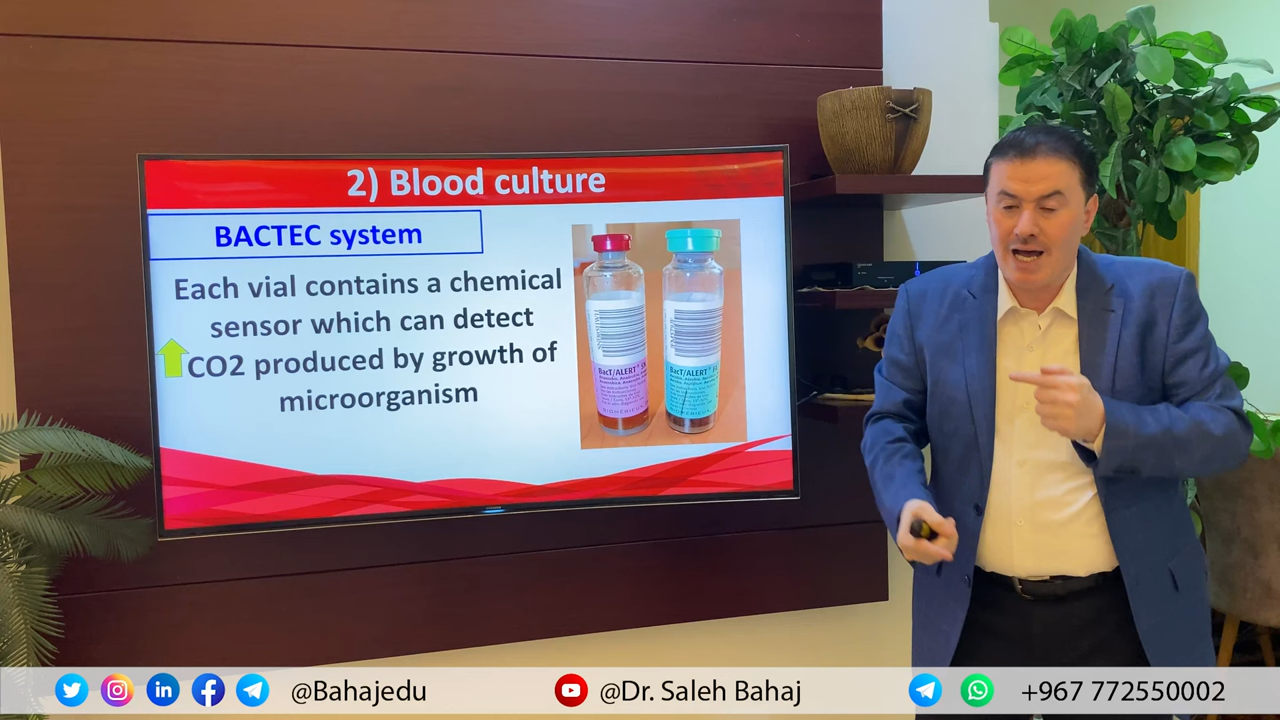 2) Blood culture
BACTEC system
Each vial contains a chemical
sensor which can detect
CO2 produced by growth of
microorganism
BacT/ALERT
BacT/ALERT
BIOMÉRIEUX
@Bahajedu
@Dr. Saleh Bahaj
+967 772550002